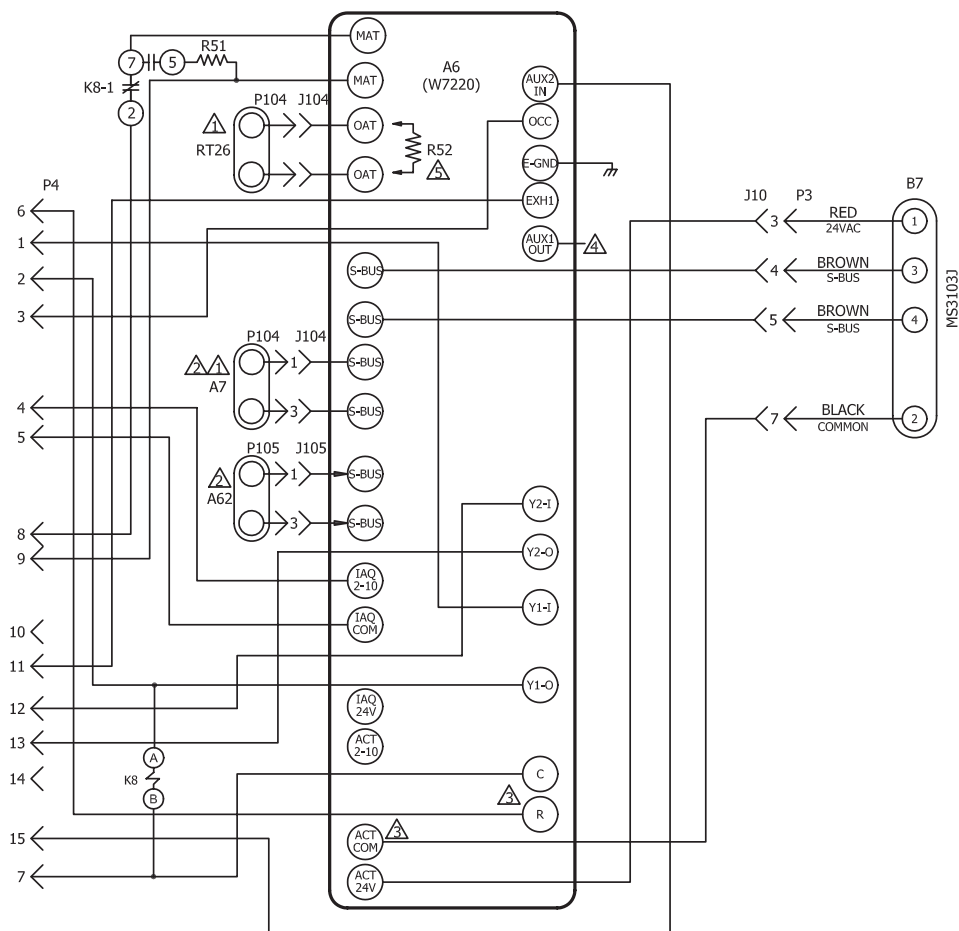 MAT
R51
7
5
A6
(W7220)
MAT
AUX2
IN
K8-1
P104 J104
2
OAT
OCC
1
RT26
R52
5
OAT
E-GND
P4
EXH1
J10 P3
B7
6
3
RED
24VAC
1
1
AUX1
OUT
4
2
S-BUS
4
BROWN
S-BUS
3
3
S-BUS
5
BROWN
S-BUS
4
MS3103J
P104 J104
2 1
A7
1
S-BUS
4
3
S-BUS
7
BLACK
COMMON
2
5
P105 J105
2
A62
1
S-BUS
Y2-I
3
S-BUS
8
9
Y2-O
IAQ
2-10
Y1-I
IAQ
COM
10
11
Y1-O
12
IAQ
24V
13
ACT
2-10
A
14
K8
C
B
3
R
15
ACT
COM
3
7
ACT
24V